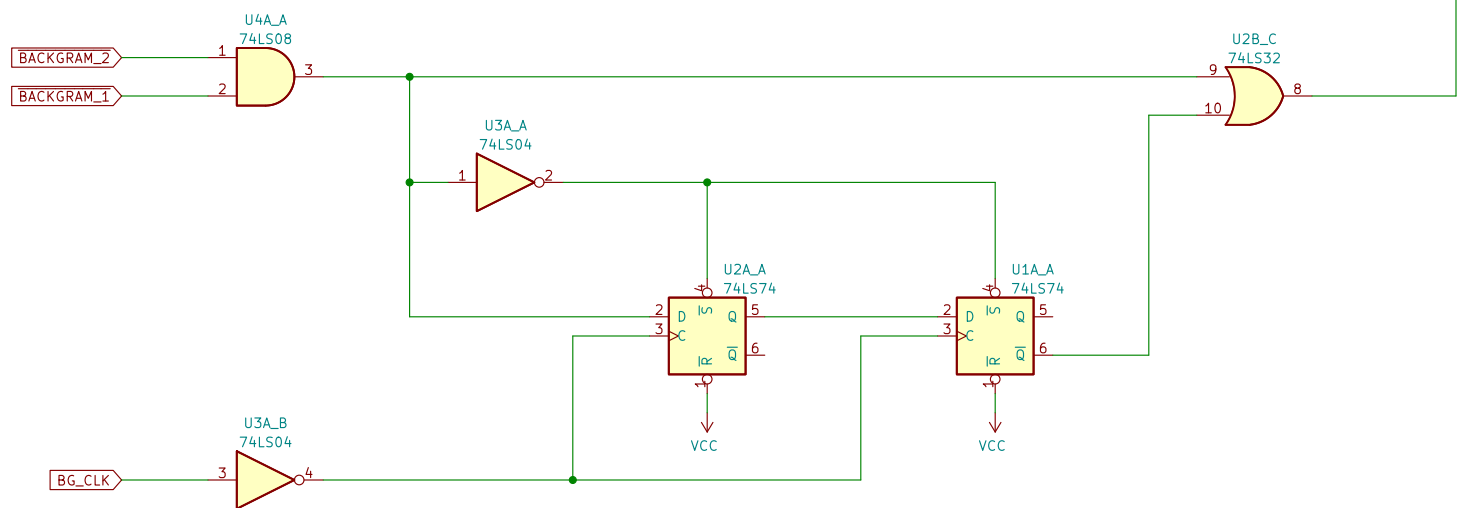 U4A_A
74LS08
BACKGRAM_2
1
3
BACKGRAM_1
2
U2B_C
74LS32
9
8
10
U3A_A
74LS04
1
2
U2A_A
74LS74
4
S
2
D
Q
5
3
C
Q
6
R
1
VCC
U1A_A
74LS74
4
S
2
D
Q
5
3
C
Q
6
R
1
VCC
U3A_B
74LS04
BG_CLK
3
4